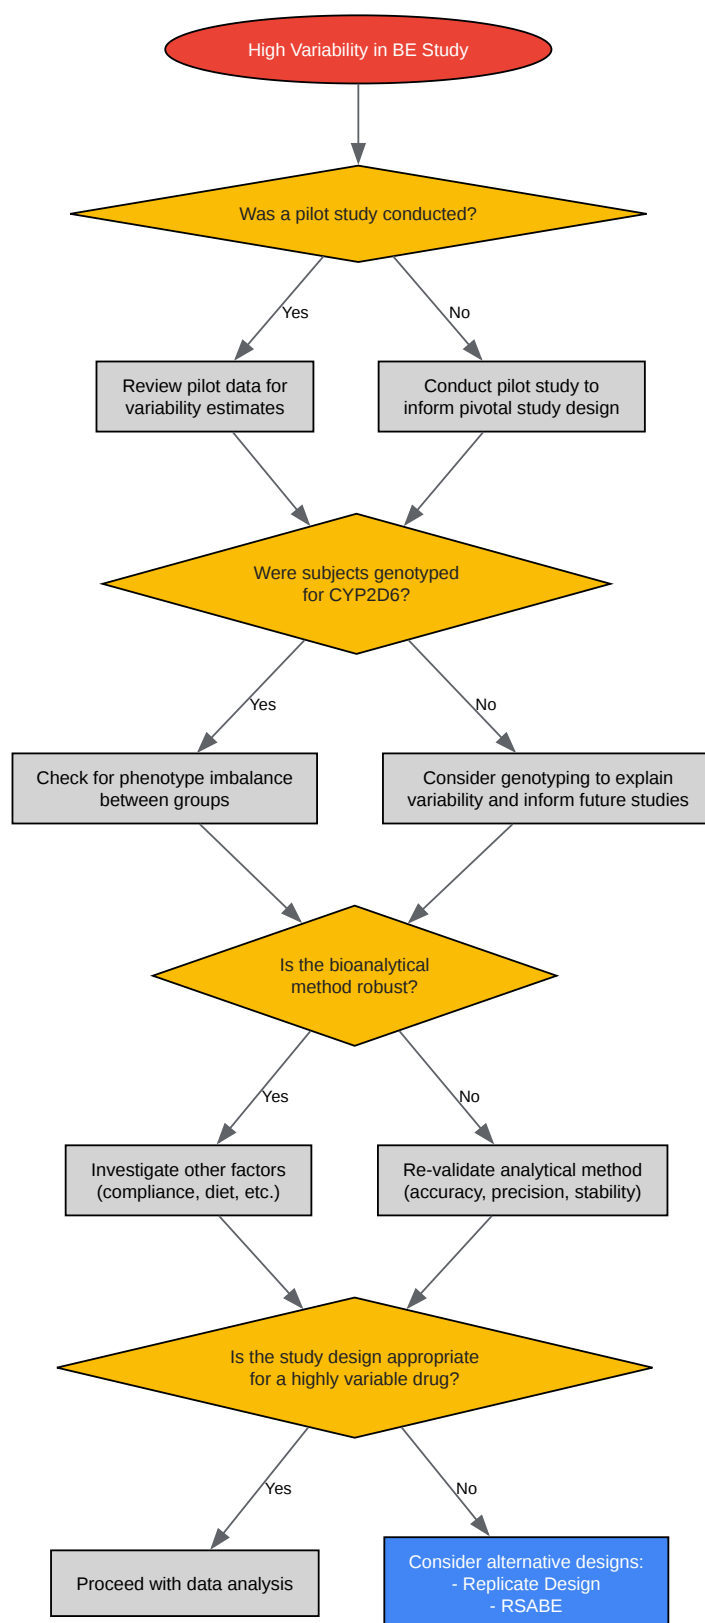 High Variability in BE Study
Was a pilot study conducted?
Yes
No
Review pilot data for
variability estimates
Conduct pilot study to
inform pivotal study design
Were subjects genotyped
for CYP2D6?
Yes
No
Check for phenotype imbalance
between groups
Consider genotyping to explain
variability and inform future studies
Is the bioanalytical
method robust?
Yes
No
Investigate other factors
(compliance, diet, etc.)
Re-validate analytical method
(accuracy, precision, stability)
Is the study design appropriate
for a highly variable drug?
Yes
No
Proceed with data analysis
Consider alternative designs:
- Replicate Design
- RSABE